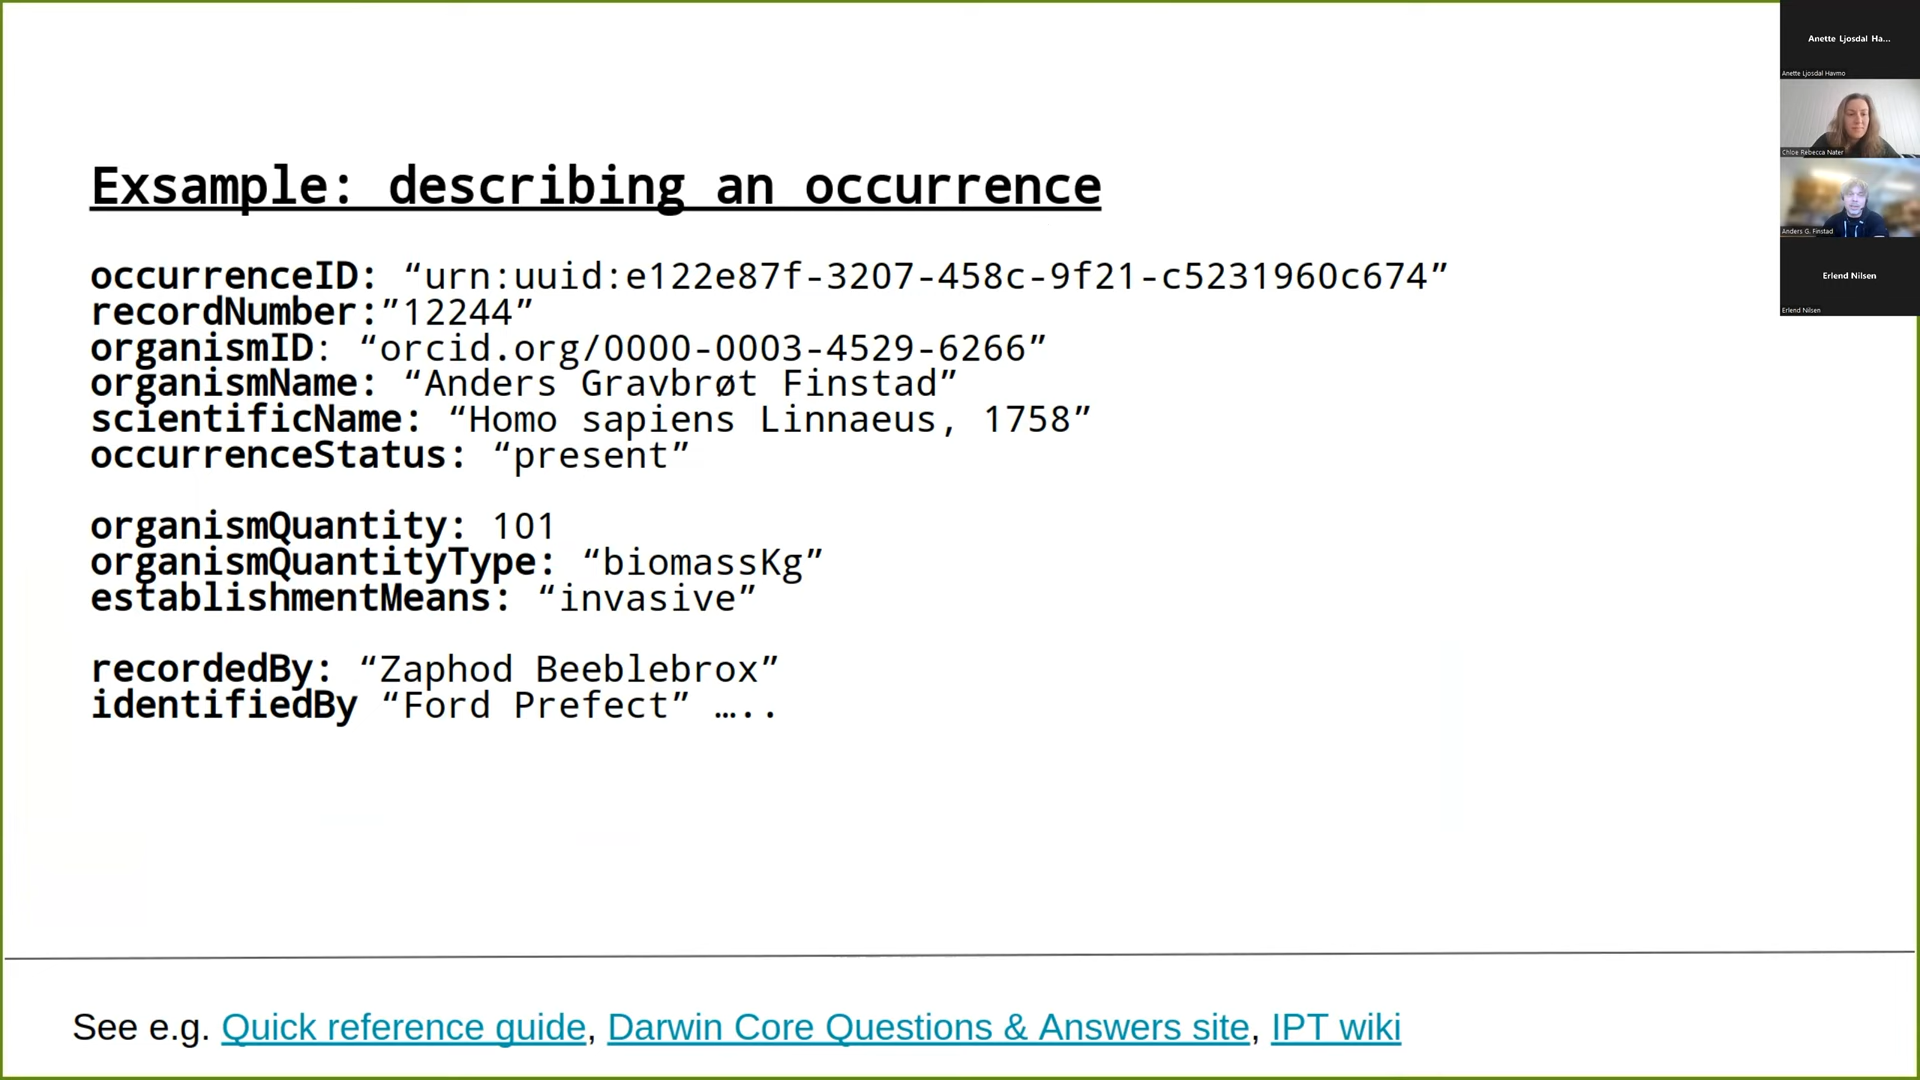 Exsample: describing an occurrence
occurrenceID: “urn:uuid:e122e87f-3207-458c-9f21-c5231960c674”
recordNumber:”12244”
organismID: “orcid.org/0000-0003-4529-6266”
organismName: “Anders Gravbrøt Finstad”
scientificName: “Homo sapiens Linnaeus, 1758”
occurrenceStatus: “present”
organismQuantity: 101
organismQuantityType: “biomassKg”
establishmentMeans: “invasive”
recordedBy: “Zaphod Beeblebrox”
identifiedBy “Ford Prefect” …..
See e.g. Quick reference guide, Darwin Core Questions & Answers site, IPT wiki
Anette Ljosdal Ha...
Anette Ljosdal Havmo
Chloe Rebecca Nater
Anders G. Finstad
Erlend Nilsen
Erlend Nilsen